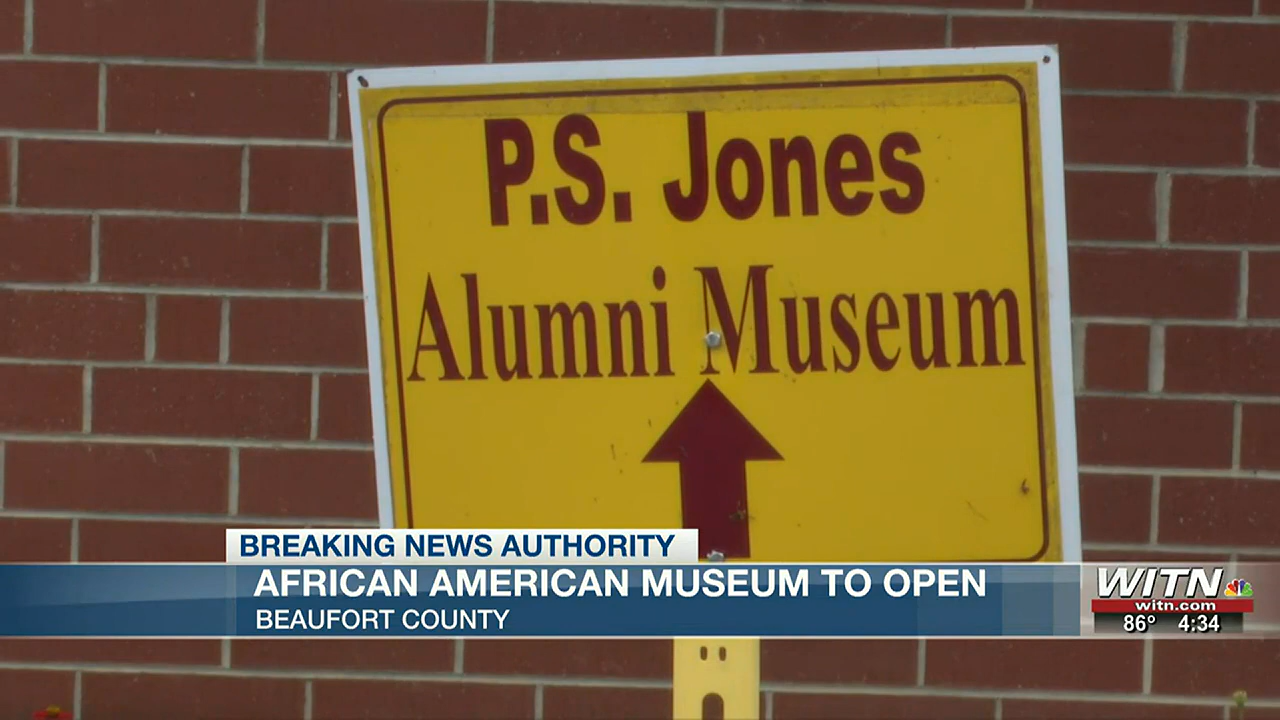 P.S. Jones
Alumni Museum
BREAKING NEWS AUTHORITY
AFRICAN AMERICAN MUSEUM TO OPEN
BEAUFORT COUNTY
WITN
witn.com
86° 4:34